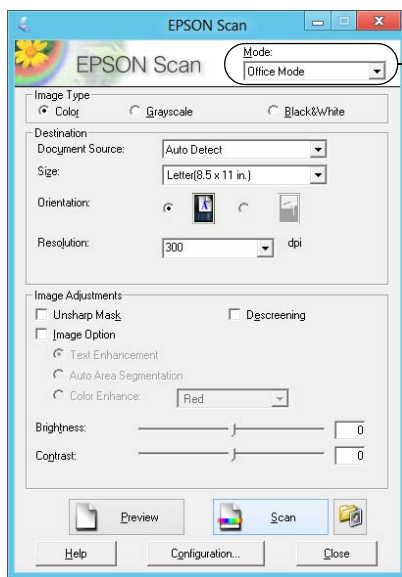 EPSON Scan
EPSON Scan
Mode:
Office Mode
Image Type
Color Grayscale Black&White
Destination
Document Source: Auto Detect
Size: Letter(8.5 x 11 in.)
Orientation:
Resolution: 300 dpi
Image Adjustments
Unsharp Mask Descreening
Image Option
Text Enhancement
Auto Area Segmentation
Color Enhance: Red
Brightness: 0
Contrast: 0
Preview Scan
Help Configuration... Close